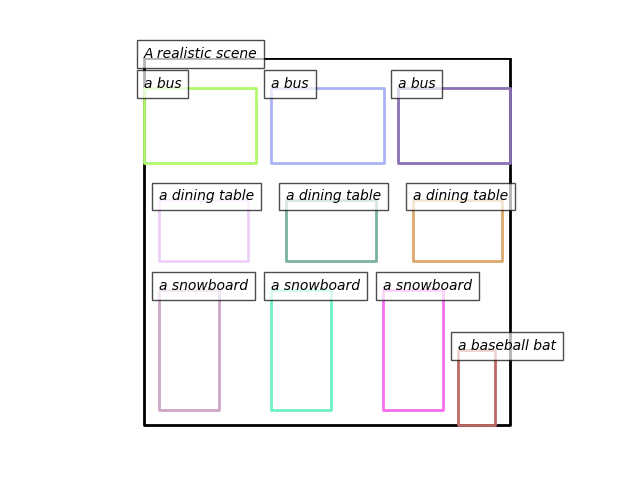 A realistic scene
a bus
a bus
a bus
a dining table
a dining table
a dining table
a snowboard
a snowboard
a snowboard
a baseball bat